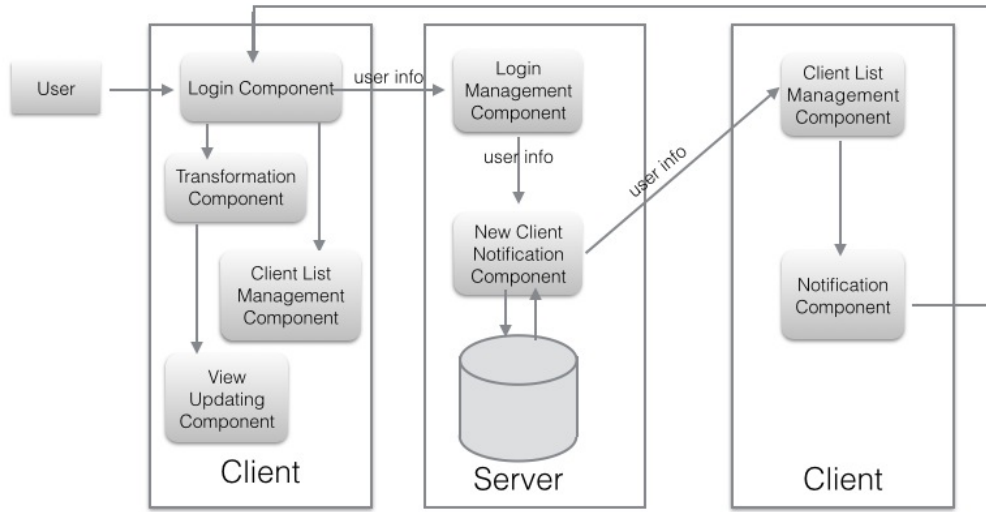 User
Login Component
user info
Transformation
Component
Client List
Management
Component
View
Updating
Component
Client
Login
Management
Component
user info
New Client
Notification
Component
Server
user info
Client List
Management
Component
Notification
Component
Client